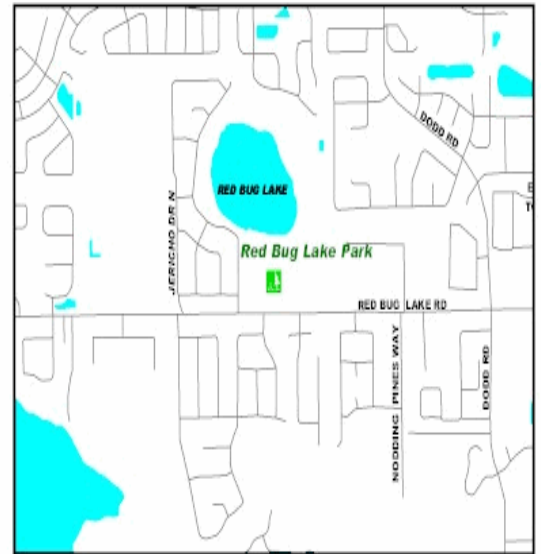 DODD RD
RED BUG LAKE
JERICHO DR N
Red Bug Lake Park
RED BUG LAKE RD
NODDING PINES WAY
DODD RD